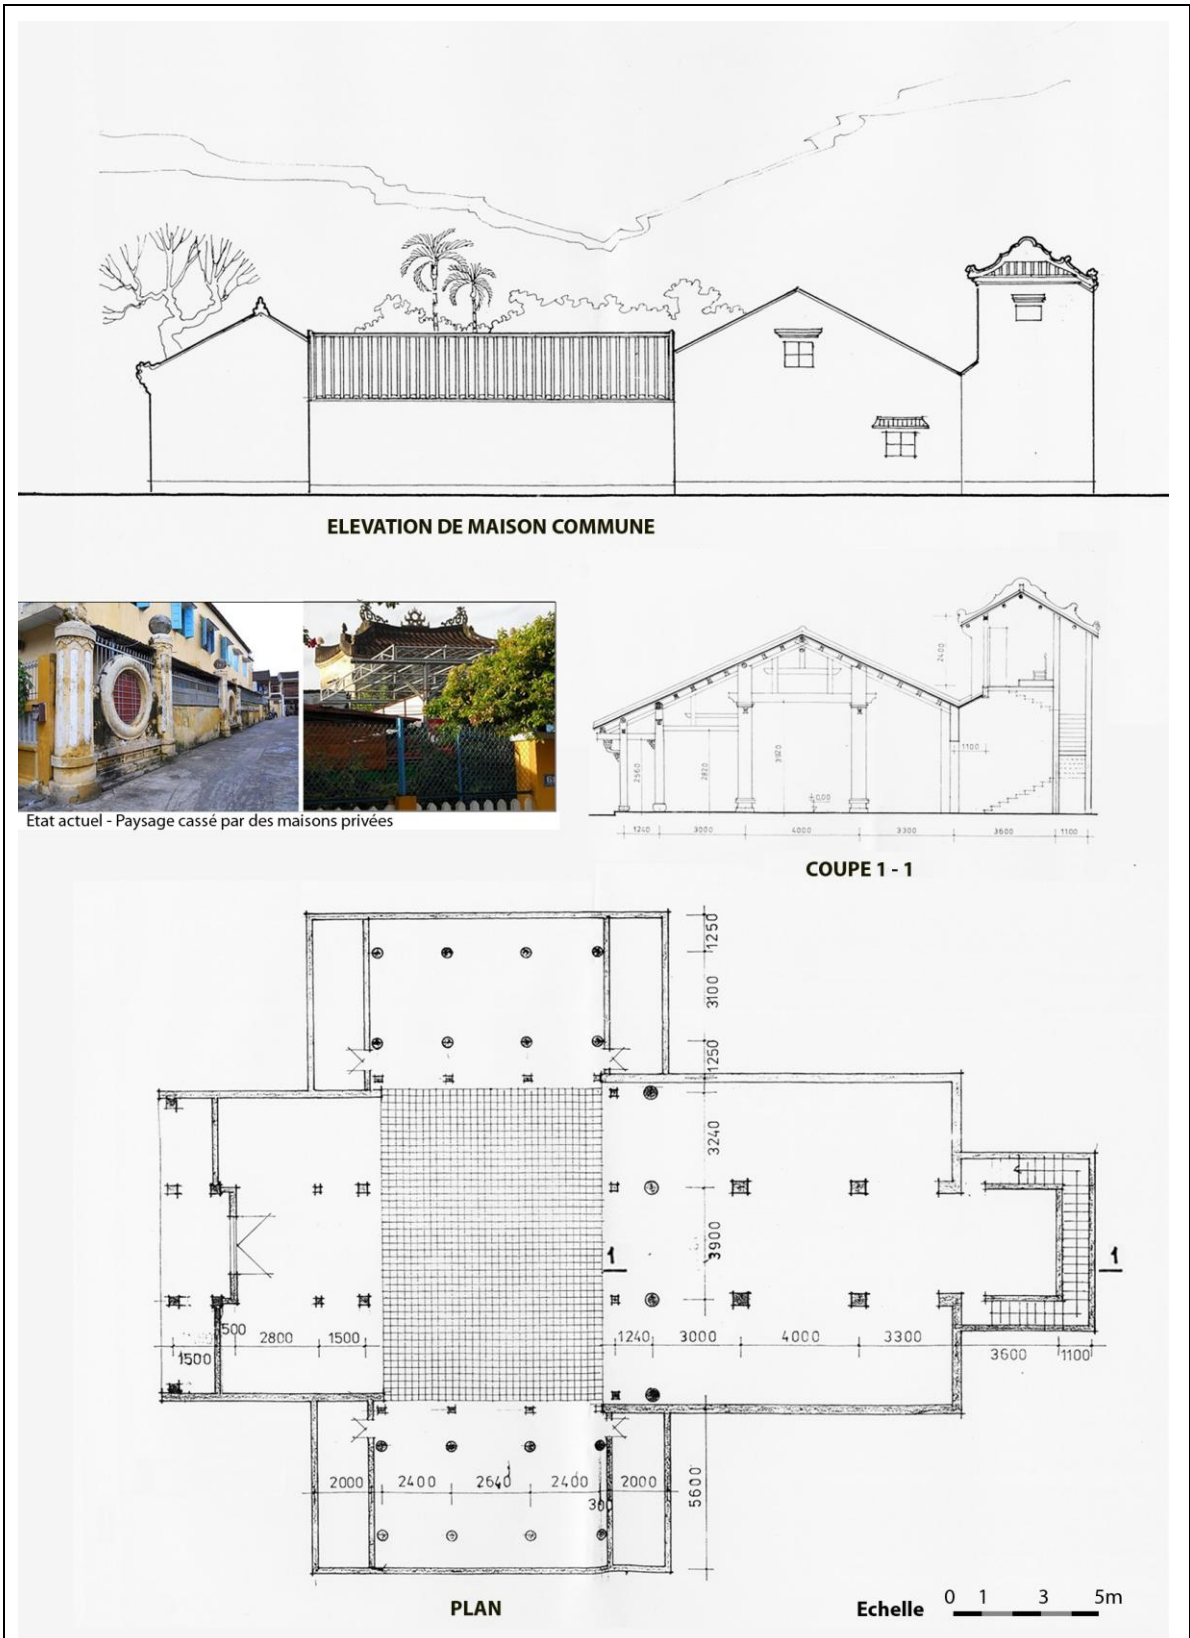 ELEVATION DE MAISON COMMUNE
2400
1100
2560
2820
3920
1240 3000 4000 3300 3600 1100
Etat actuel - Paysage cassé par des maisons privées
COUPE 1 - 1
1250
3100
1250
3240
3900
1 1
500 2800 1500
1500
1240 3000 4000 3300
3600 1100
2000 2400 2640 2400 2000
300
5600
PLAN
Echelle 0 1 3 5m